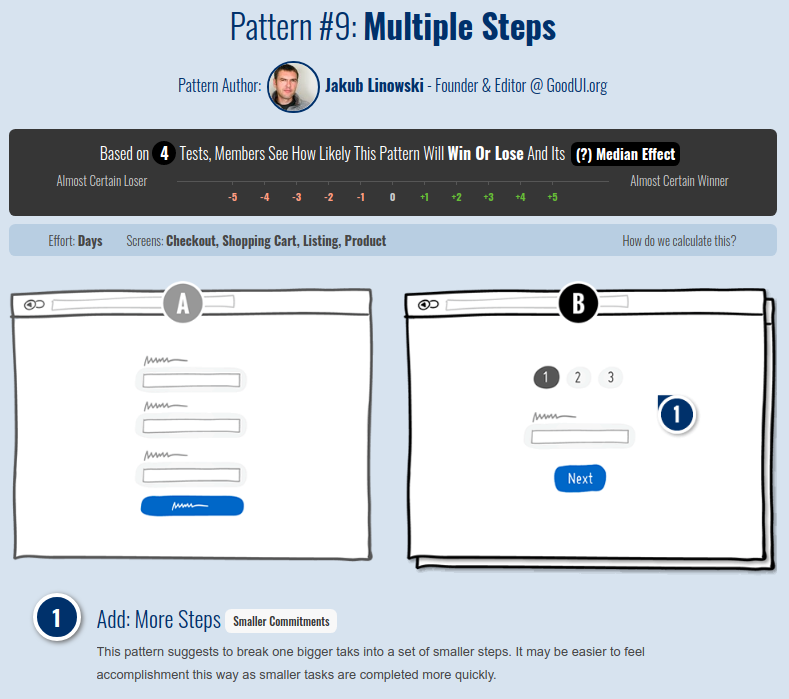 Pattern #9: Multiple Steps
Pattern Author: Jakub Linowski - Founder & Editor @ GoodUI.org
Based on 4 Tests, Members See How Likely This Pattern Will Win Or Lose And Its (?) Median Effect
Almost Certain Loser
Almost Certain Winner
-5 -4 -3 -2 -1 0 +1 +2 +3 +4 +5
Effort: Days Screens: Checkout, Shopping Cart, Listing, Product How do we calculate this?
A
B
1 2 3
1
Next
1 Add: More Steps Smaller Commitments
This pattern suggests to break one bigger taks into a set of smaller steps. It may be easier to feel
accomplishment this way as smaller tasks are completed more quickly.